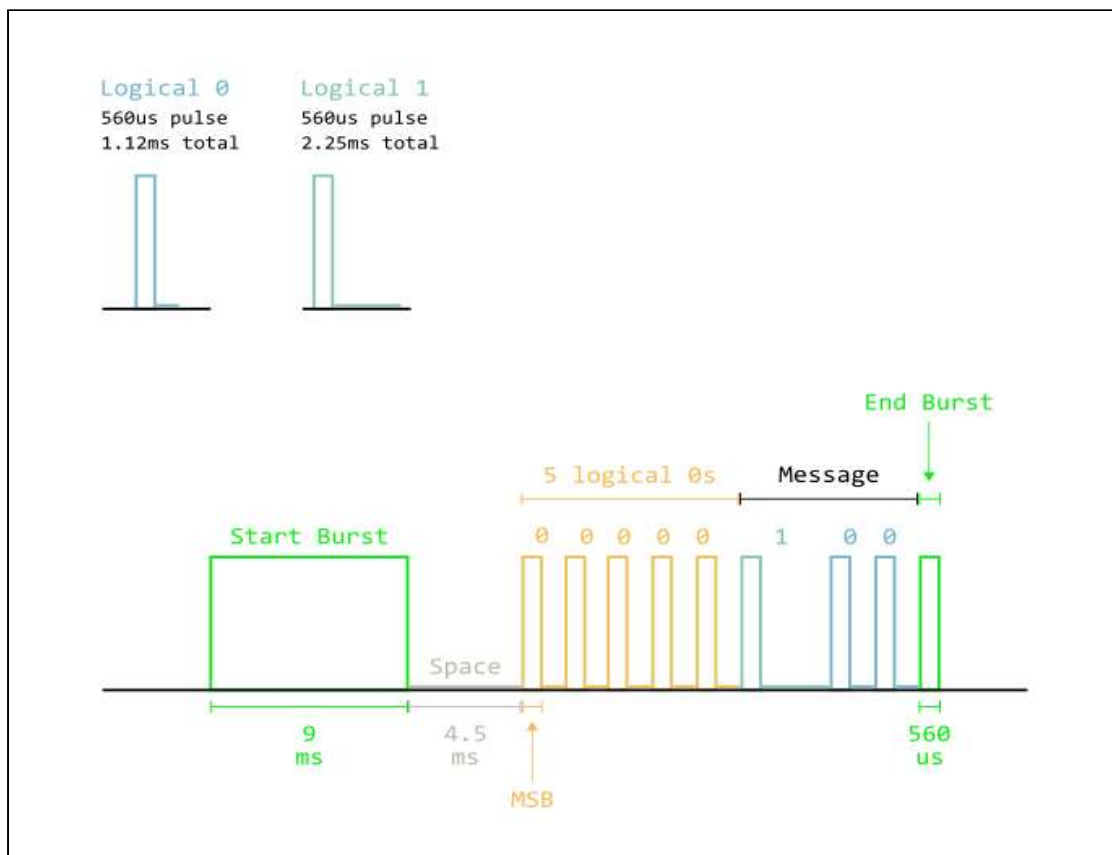 Logical 0
560us pulse
1.12ms total
Logical 1
560us pulse
2.25ms total
End Burst
5 logical 0s
Message
Start Burst
0 0 0 0 0 1 0 0
Space
9
ms
4.5
ms
560
us
MSB